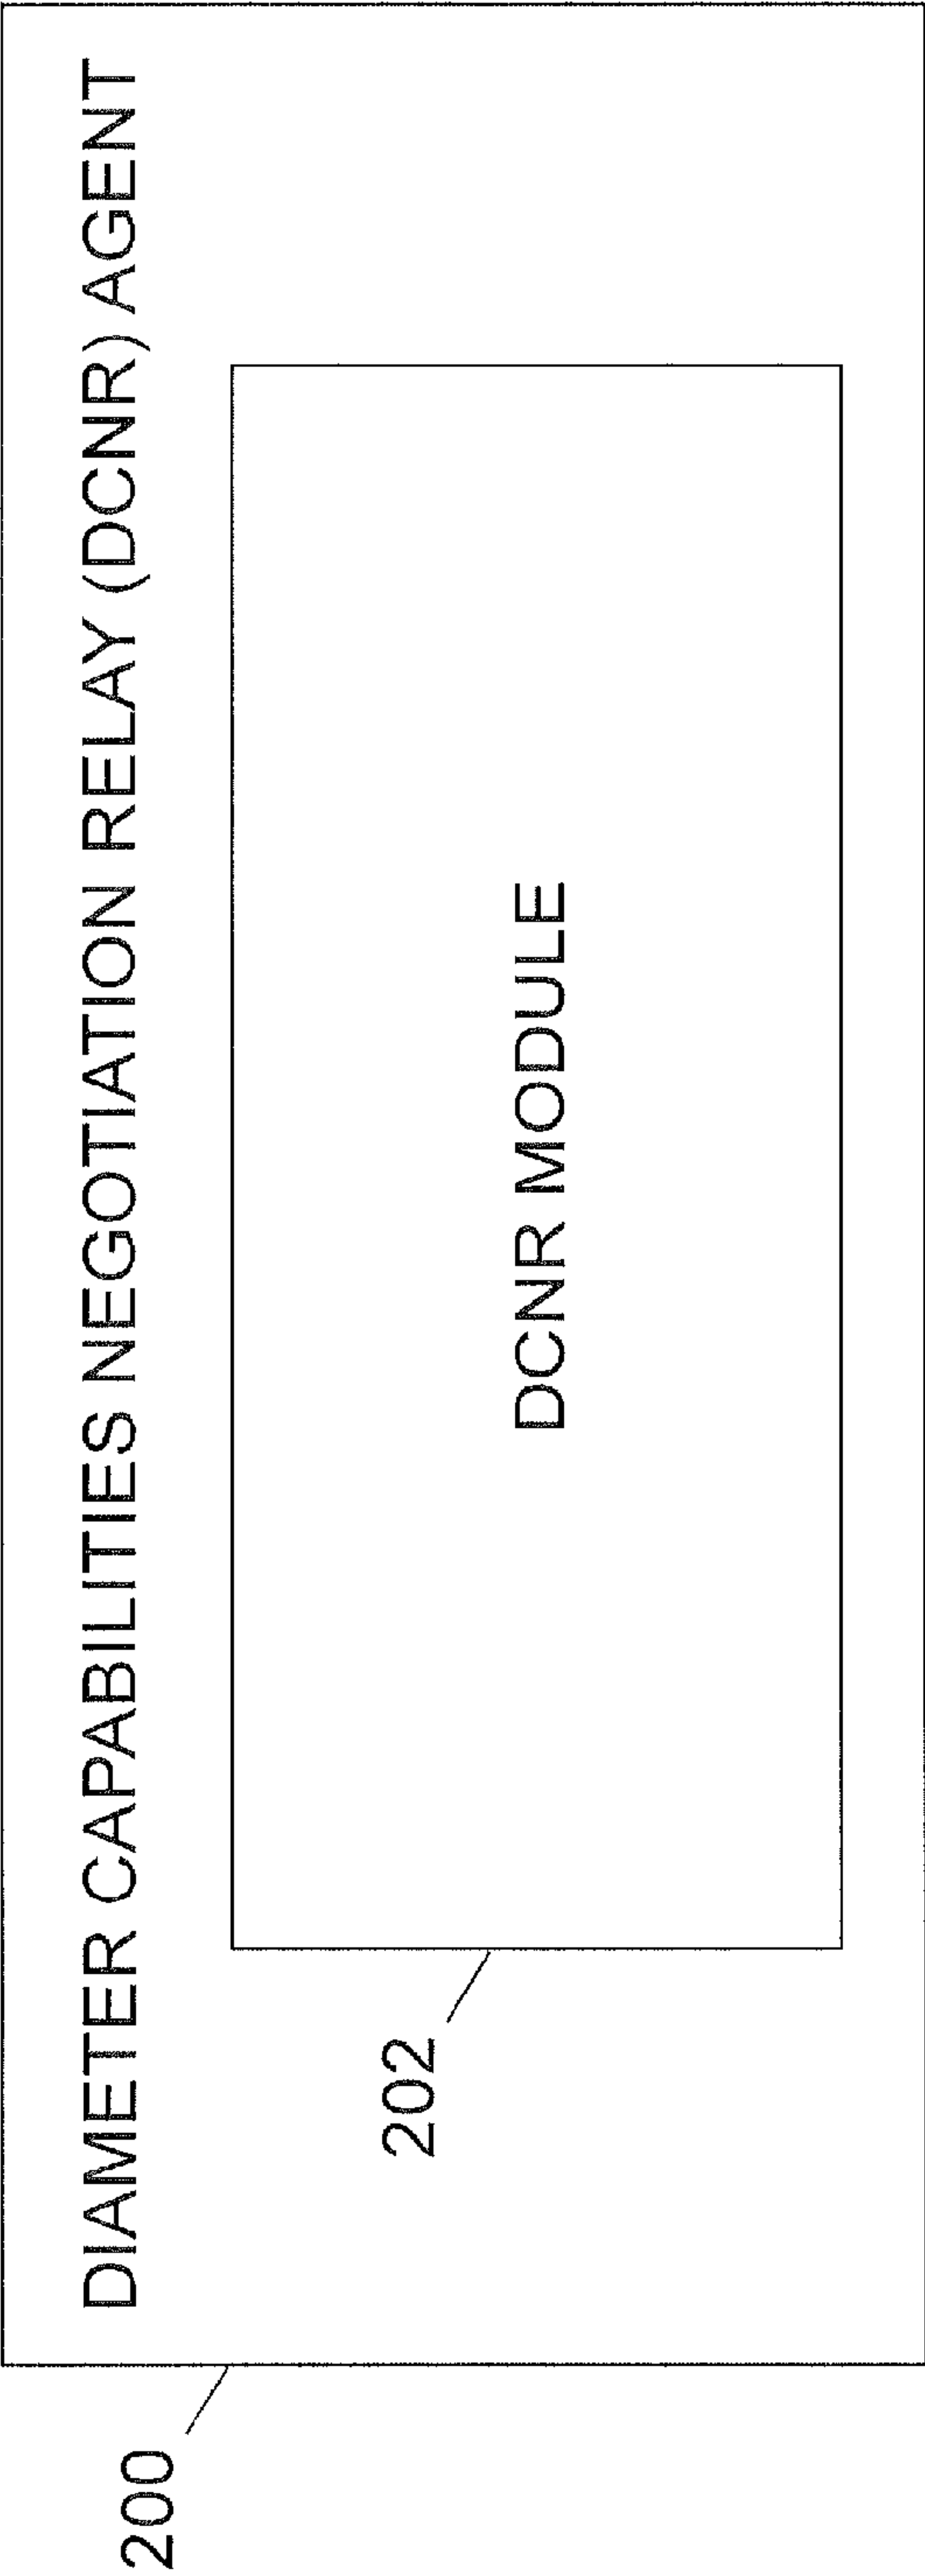 DIAMETER CAPABILITIES NEGOTIATION RELAY (DCNR) AGENT
200
202
DCNR MODULE